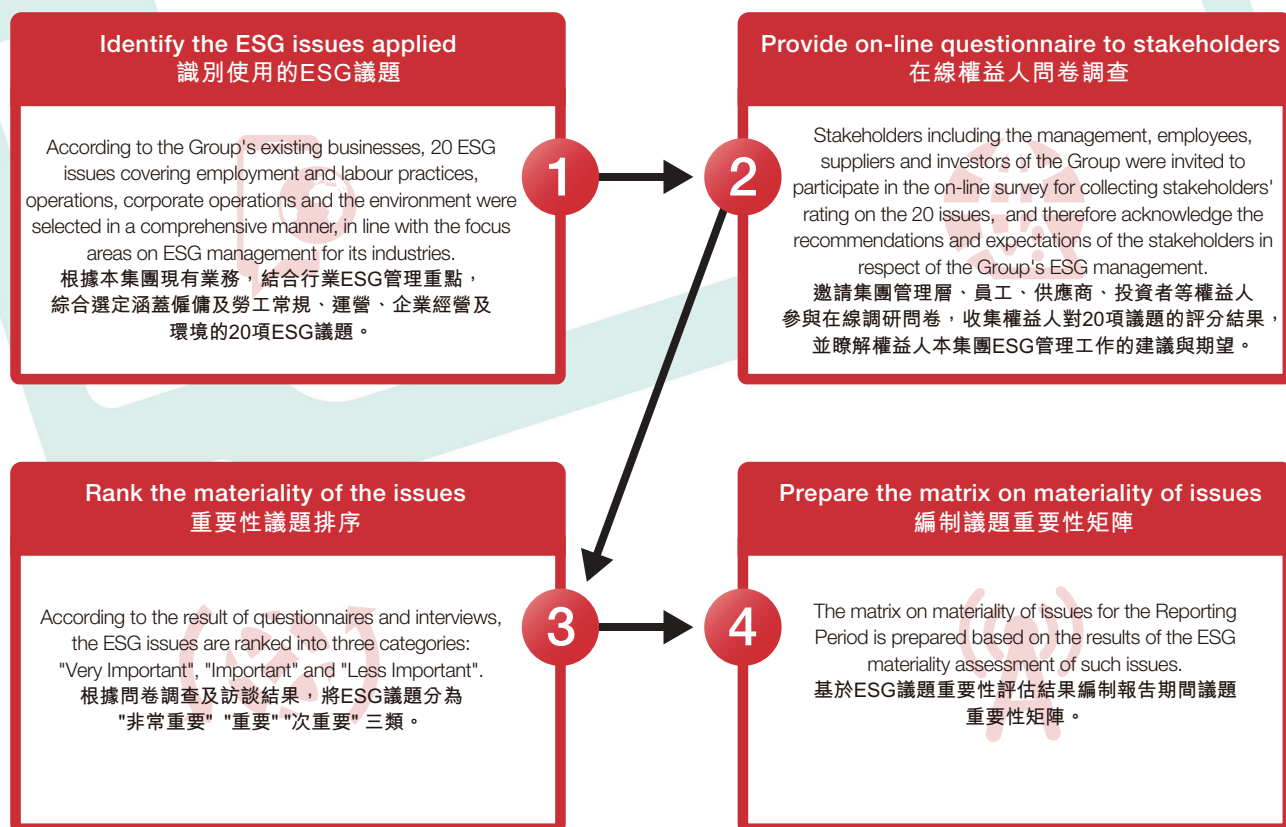 Identify the ESG issues applied
識別使用的ESG議題
According to the Group's existing businesses, 20 ESG
issues covering employment and labour practices,
operations, corporate operations and the environment were
selected in a comprehensive manner, in line with the focus
areas on ESG management for its industries.
根據本集團現有業務，結合行業ESG管理重點，
綜合選定涵蓋僱傭及勞工常規、運營、企業經營及
環境的20項ESG議題。
1
Provide on-line questionnaire to stakeholders
在線權益人問卷調查
Stakeholders including the management, employees,
suppliers and investors of the Group were invited to
participate in the on-line survey for collecting stakeholders'
rating on the 20 issues, and therefore acknowledge the
recommendations and expectations of the stakeholders in
respect of the Group's ESG management.
邀請集團管理層、員工、供應商、投資者等權益人
參與在線調研問卷，收集權益人對20項議題的評分結果，
並瞭解權益人本集團ESG管理工作的建議與期望。
2
Rank the materiality of the issues
重要性議題排序
According to the result of questionnaires and interviews,
the ESG issues are ranked into three categories:
"Very Important", "Important" and "Less Important".
根據問卷調查及訪談結果，將ESG議題分為
"非常重要" "重要" "次重要" 三類。
3
Prepare the matrix on materiality of issues
編制議題重要性矩陣
The matrix on materiality of issues for the Reporting
Period is prepared based on the results of the ESG
materiality assessment of such issues.
基於ESG議題重要性評估結果編制報告期間議題
重要性矩陣。
4